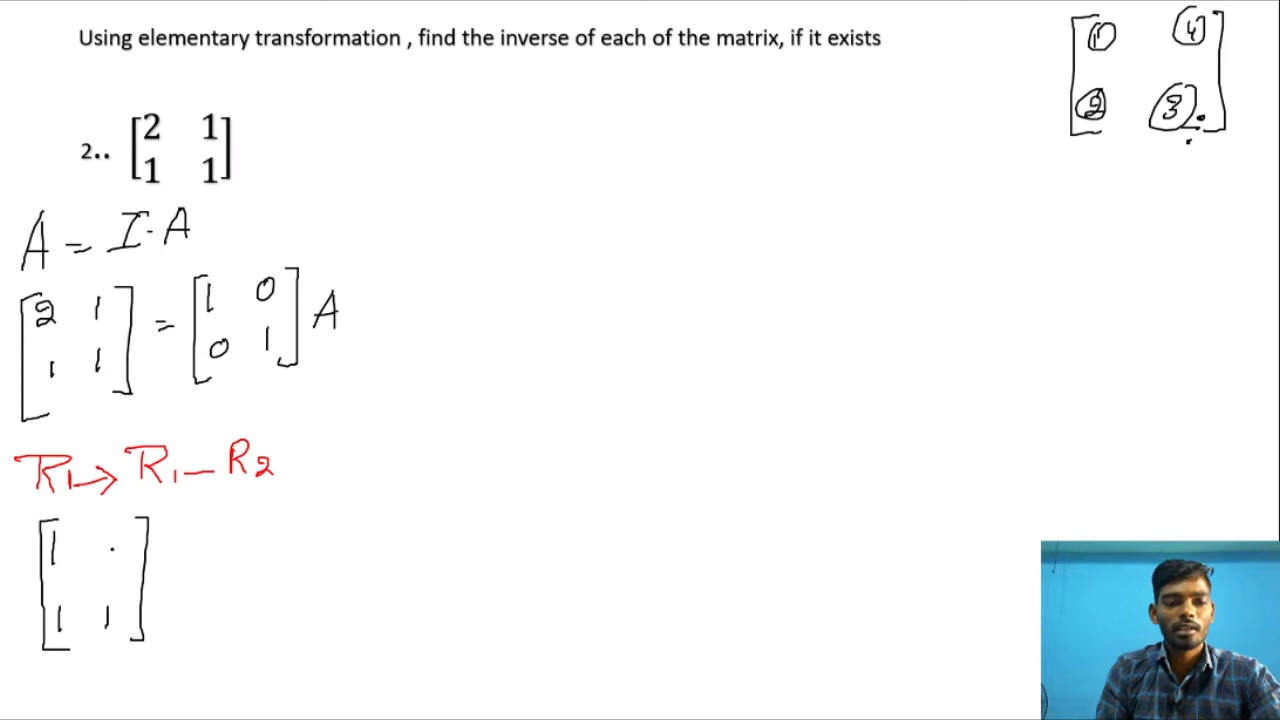 Using elementary transformation , find the inverse of each of the matrix, if it exists
① ④
② ③
2.. [2 1
1 1]
A = I·A
[2 1
1 1] = [1 0
0 1] A
R1 → R1 – R2
[1 .
1 1]